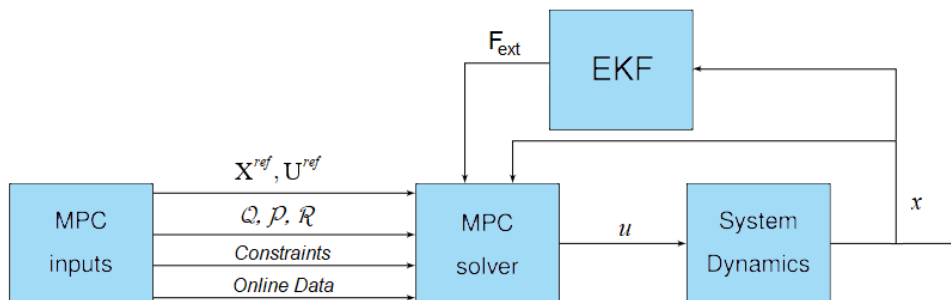 F_ext
EKF
X^ref, U^ref
MPC
inputs
Q, P, R
Constraints
Online Data
MPC
solver
u
System
Dynamics
x